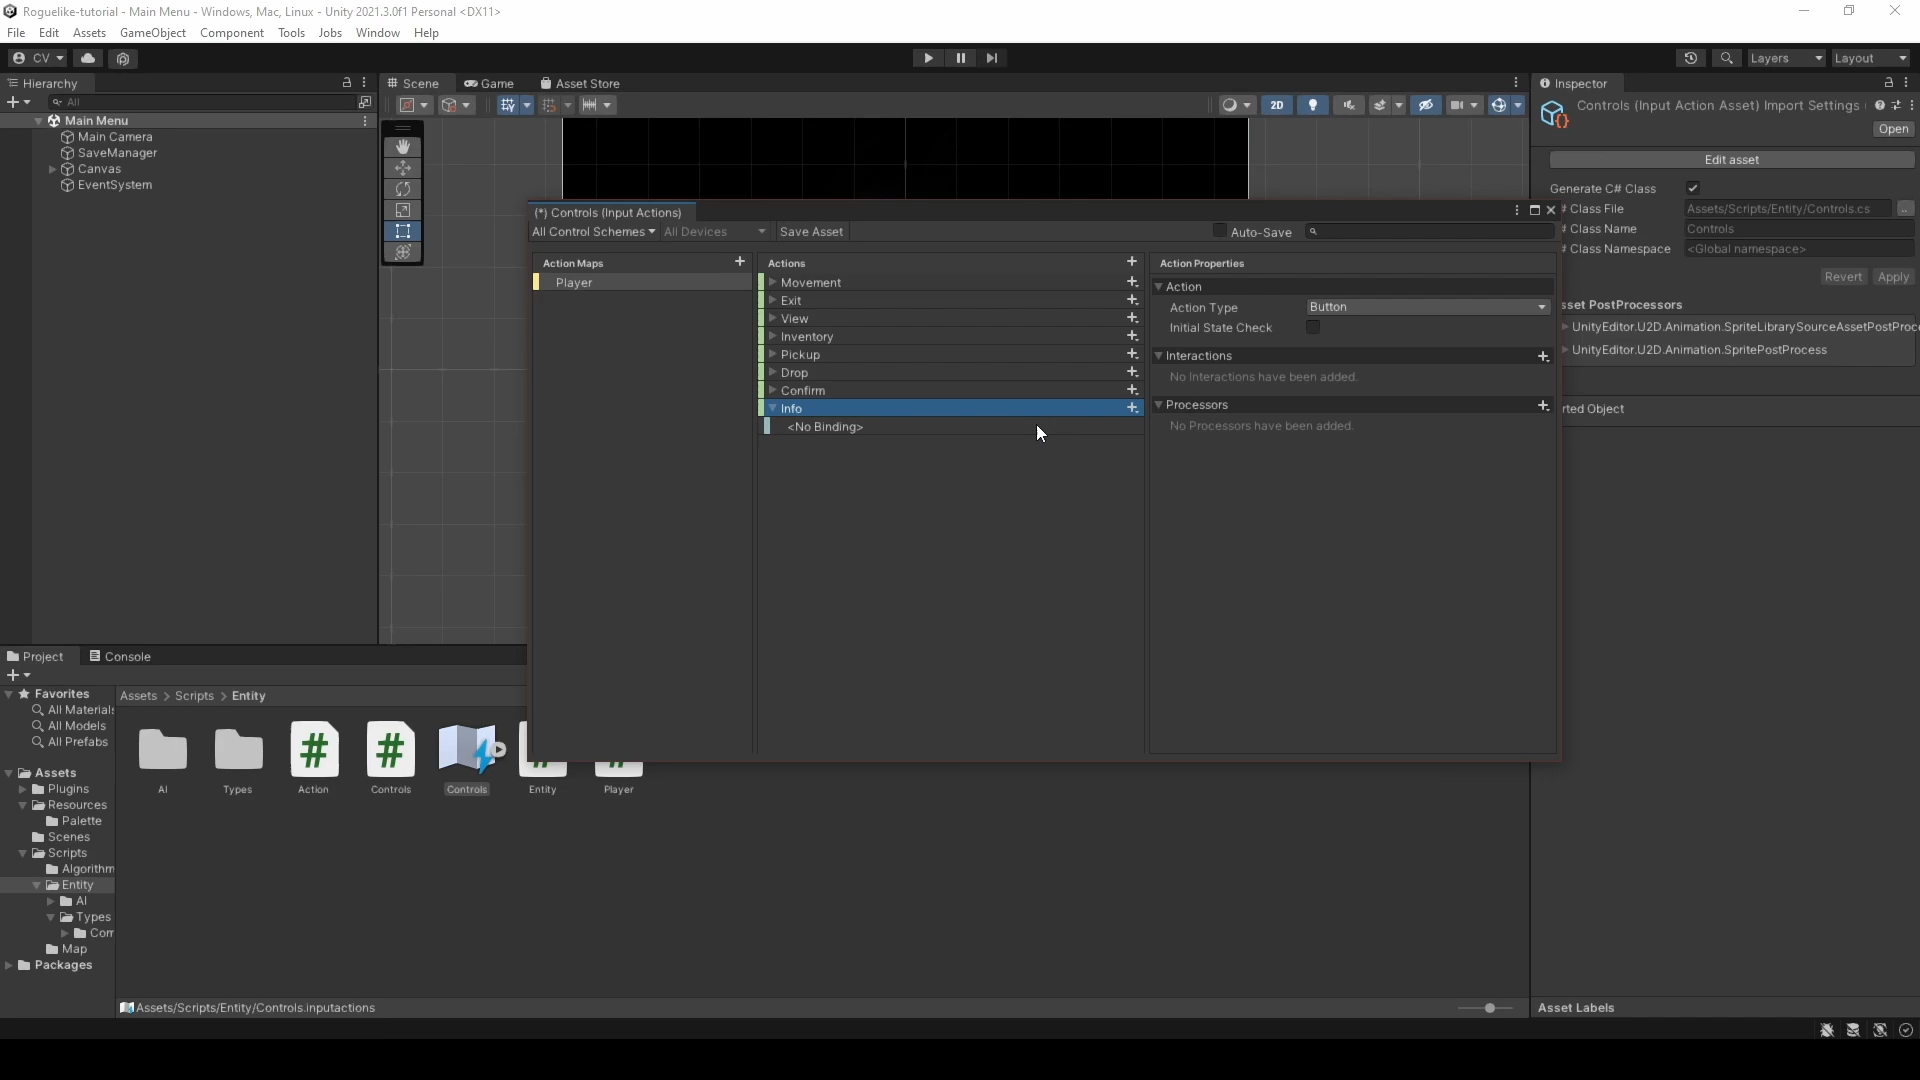 Roguelike-tutorial - Main Menu - Windows, Mac, Linux - Unity 2021.3.0f1 Personal <DX11>
File Edit Assets GameObject Component Tools Jobs Window Help
CV Layers Layout
Hierarchy
All
Main Menu
Main Camera
SaveManager
Canvas
EventSystem
Scene Game Asset Store
2D
(*) Controls (Input Actions)
All Control Schemes All Devices Save Asset Auto-Save
Action Maps
Player
Actions
Movement
Exit
View
Inventory
Pickup
Drop
Confirm
Info
<No Binding>
Action Properties
Action
Action Type Button
Initial State Check
Interactions
No Interactions have been added.
Processors
No Processors have been added.
Inspector
Controls (Input Action Asset) Import Settings
Open
Edit asset
Generate C# Class
# Class File Assets/Scripts/Entity/Controls.cs ..
# Class Name Controls
# Class Namespace <Global namespace>
Revert Apply
sset PostProcessors
UnityEditor.U2D.Animation.SpriteLibrarySourceAssetPostProce
UnityEditor.U2D.Animation.SpritePostProcess
rted Object
Asset Labels
Project Console
Favorites
All Materials
All Models
All Prefabs
Assets
Plugins
Resources
Palette
Scenes
Scripts
Algorithm
Entity
AI
Types
Com
Map
Packages
Assets > Scripts > Entity
AI Types Action Controls Controls Entity Player
Assets/Scripts/Entity/Controls.inputactions